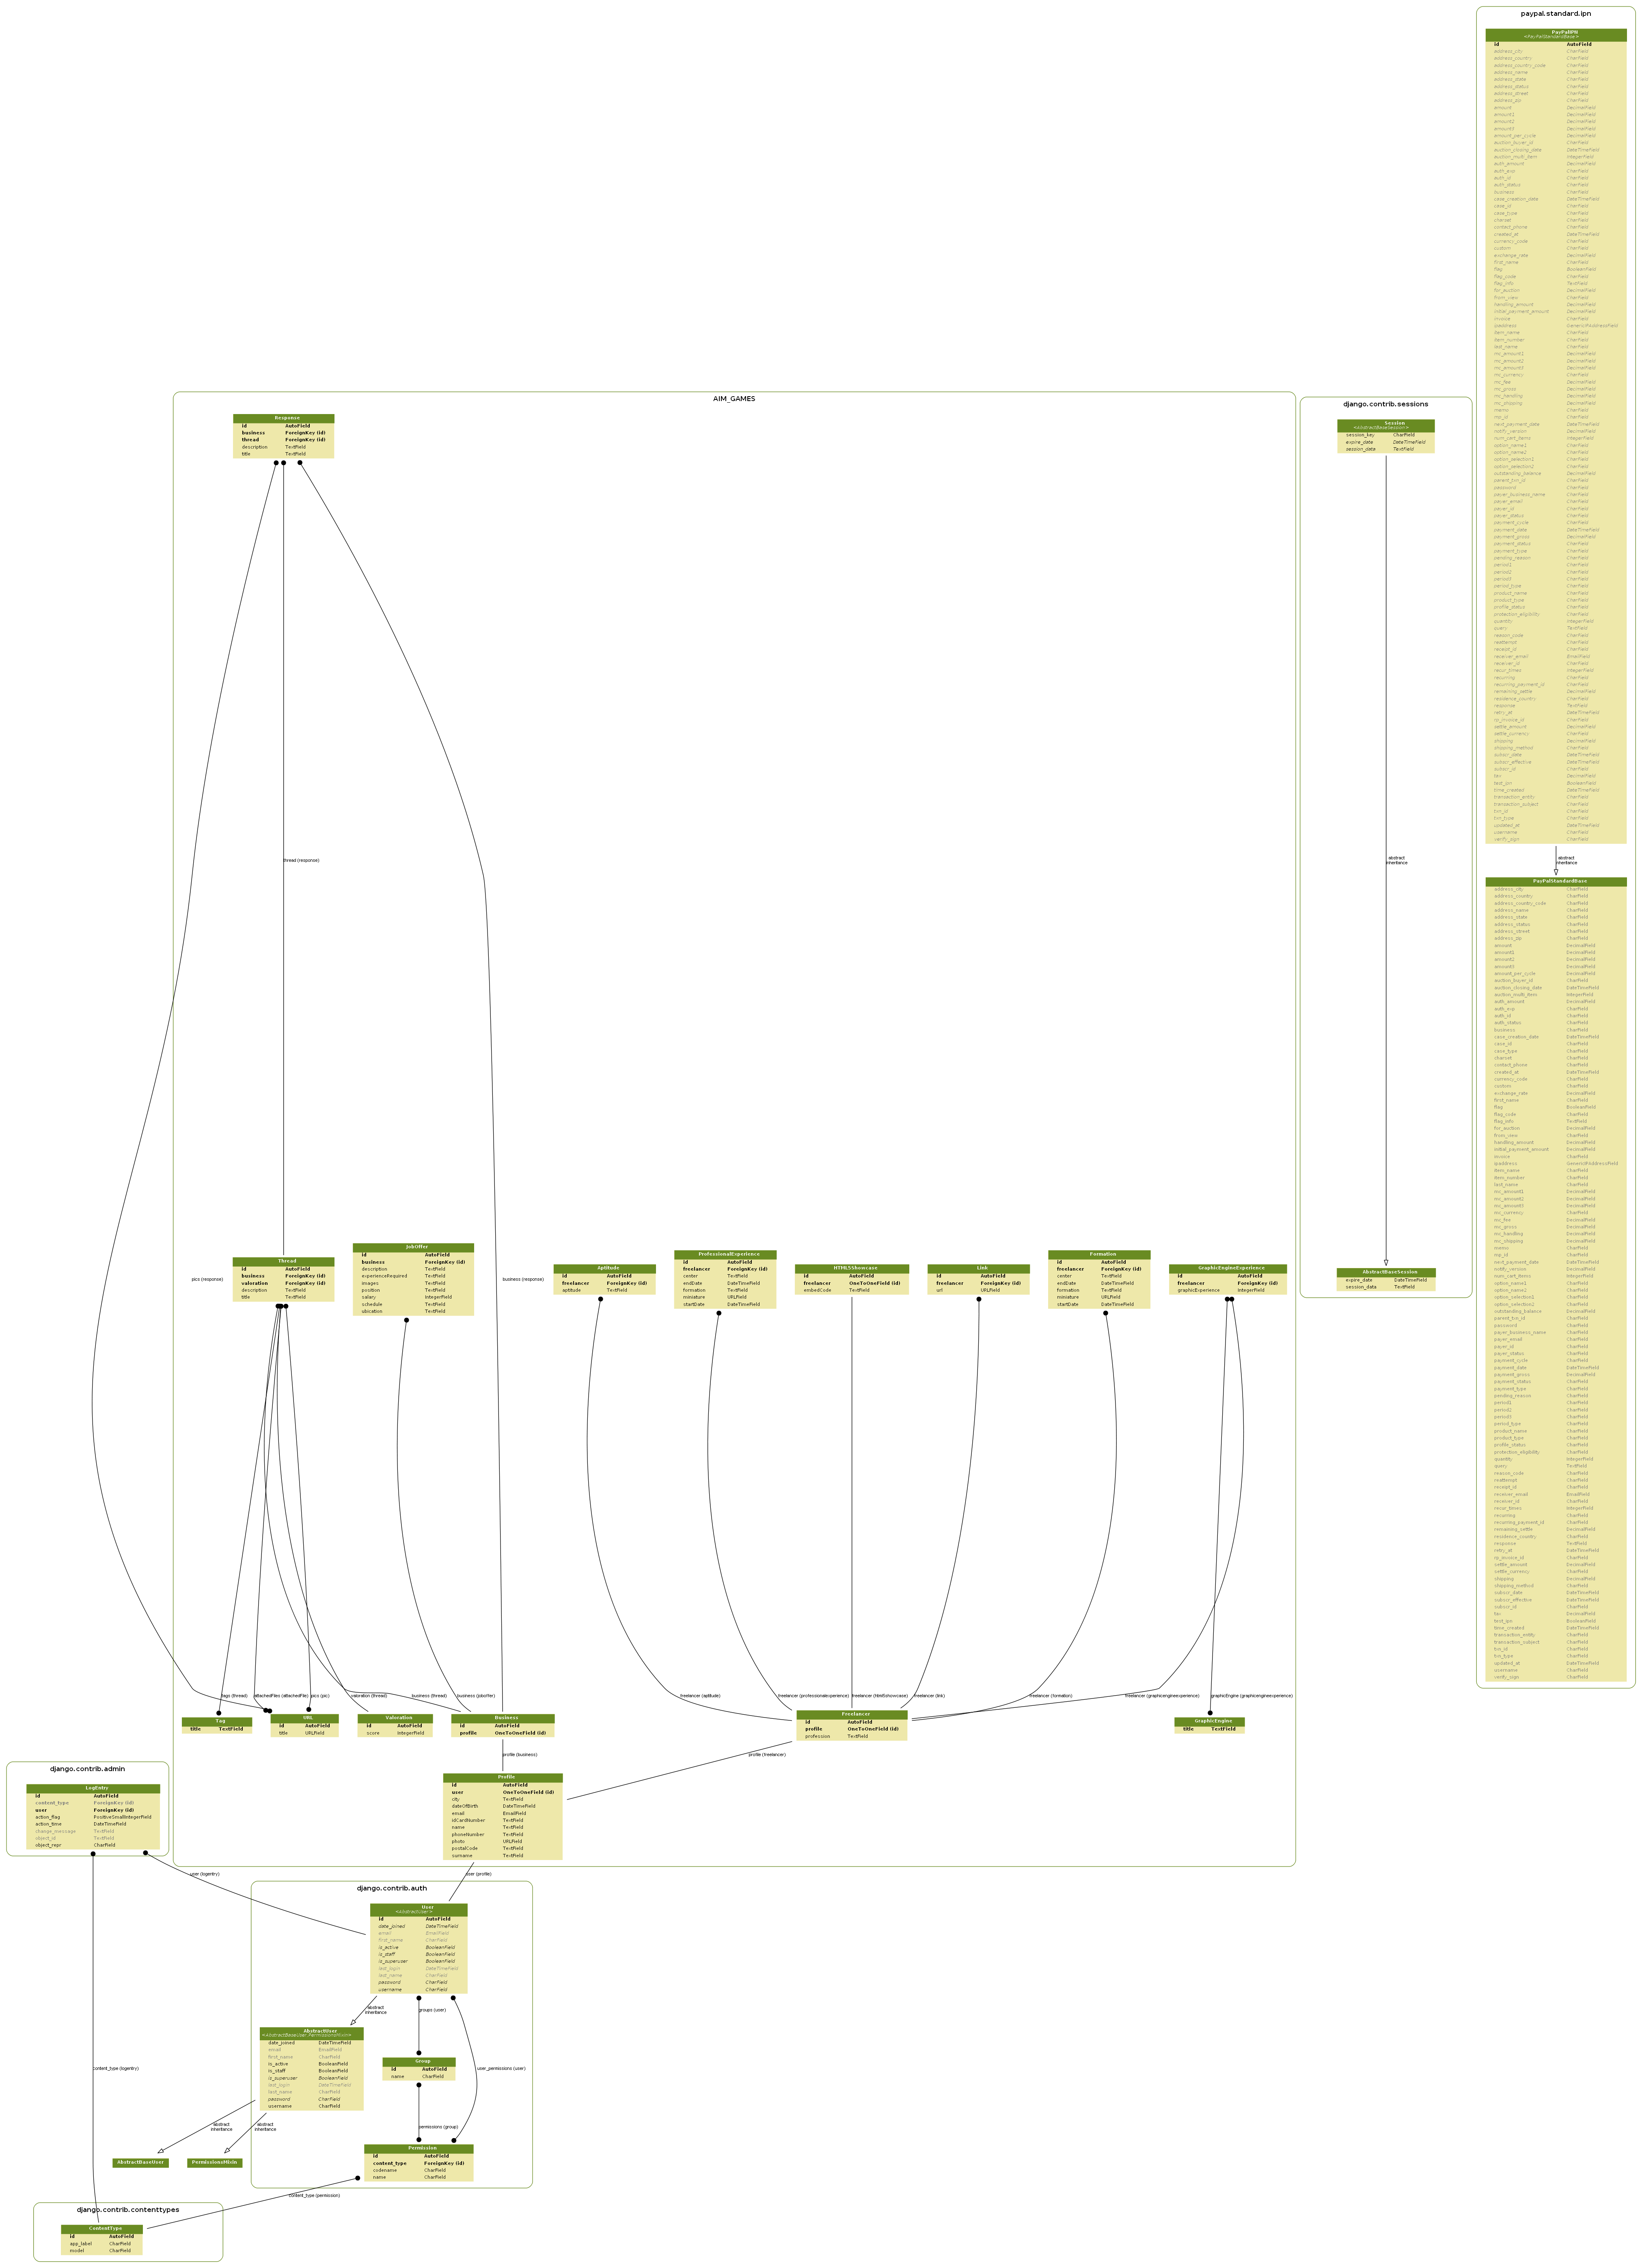 paypal.standard.ipn
PayPalIPN
<PayPalStandardBase>
id AutoField
address_city CharField
address_country CharField
address_country_code CharField
address_name CharField
address_state CharField
address_status CharField
address_street CharField
address_zip CharField
amount DecimalField
amount1 DecimalField
amount2 DecimalField
amount3 DecimalField
amount_per_cycle DecimalField
auction_buyer_id CharField
auction_closing_date DateTimeField
auction_multi_item IntegerField
auth_amount DecimalField
auth_exp CharField
auth_id CharField
auth_status CharField
business CharField
case_creation_date DateTimeField
case_id CharField
case_type CharField
charset CharField
contact_phone CharField
created_at DateTimeField
currency_code CharField
custom CharField
exchange_rate DecimalField
first_name CharField
flag BooleanField
flag_code CharField
flag_info TextField
for_auction DecimalField
from_view CharField
handling_amount DecimalField
initial_payment_amount DecimalField
invoice CharField
ipaddress GenericIPAddressField
item_name CharField
item_number CharField
last_name CharField
mc_amount1 DecimalField
mc_amount2 DecimalField
mc_amount3 DecimalField
mc_currency CharField
mc_fee DecimalField
mc_gross DecimalField
mc_handling DecimalField
mc_shipping DecimalField
memo CharField
mp_id CharField
next_payment_date DateTimeField
notify_version DecimalField
num_cart_items IntegerField
option_name1 CharField
option_name2 CharField
option_selection1 CharField
option_selection2 CharField
outstanding_balance DecimalField
parent_txn_id CharField
password CharField
payer_business_name CharField
payer_email CharField
payer_id CharField
payer_status CharField
payment_cycle CharField
payment_date DateTimeField
payment_gross DecimalField
payment_status CharField
payment_type CharField
pending_reason CharField
period1 CharField
period2 CharField
period3 CharField
period_type CharField
product_name CharField
product_type CharField
profile_status CharField
protection_eligibility CharField
quantity IntegerField
query TextField
reason_code CharField
reattempt CharField
receipt_id CharField
receiver_email EmailField
receiver_id CharField
recur_times IntegerField
recurring CharField
recurring_payment_id CharField
remaining_settle DecimalField
residence_country CharField
response TextField
retry_at DateTimeField
rp_invoice_id CharField
settle_amount DecimalField
settle_currency CharField
shipping DecimalField
shipping_method CharField
subscr_date DateTimeField
subscr_effective DateTimeField
subscr_id CharField
tax DecimalField
test_ipn BooleanField
time_created DateTimeField
transaction_entity CharField
transaction_subject CharField
txn_id CharField
txn_type CharField
updated_at DateTimeField
username CharField
verify_sign CharField
abstract
inheritance
PayPalStandardBase
address_city CharField
address_country CharField
address_country_code CharField
address_name CharField
address_state CharField
address_status CharField
address_street CharField
address_zip CharField
amount DecimalField
amount1 DecimalField
amount2 DecimalField
amount3 DecimalField
amount_per_cycle DecimalField
auction_buyer_id CharField
auction_closing_date DateTimeField
auction_multi_item IntegerField
auth_amount DecimalField
auth_exp CharField
auth_id CharField
auth_status CharField
business CharField
case_creation_date DateTimeField
case_id CharField
case_type CharField
charset CharField
contact_phone CharField
created_at DateTimeField
currency_code CharField
custom CharField
exchange_rate DecimalField
first_name CharField
flag BooleanField
flag_code CharField
flag_info TextField
for_auction DecimalField
from_view CharField
handling_amount DecimalField
initial_payment_amount DecimalField
invoice CharField
ipaddress GenericIPAddressField
item_name CharField
item_number CharField
last_name CharField
mc_amount1 DecimalField
mc_amount2 DecimalField
mc_amount3 DecimalField
mc_currency CharField
mc_fee DecimalField
mc_gross DecimalField
mc_handling DecimalField
mc_shipping DecimalField
memo CharField
mp_id CharField
next_payment_date DateTimeField
notify_version DecimalField
num_cart_items IntegerField
option_name1 CharField
option_name2 CharField
option_selection1 CharField
option_selection2 CharField
outstanding_balance DecimalField
parent_txn_id CharField
password CharField
payer_business_name CharField
payer_email CharField
payer_id CharField
payer_status CharField
payment_cycle CharField
payment_date DateTimeField
payment_gross DecimalField
payment_status CharField
payment_type CharField
pending_reason CharField
period1 CharField
period2 CharField
period3 CharField
period_type CharField
product_name CharField
product_type CharField
profile_status CharField
protection_eligibility CharField
quantity IntegerField
query TextField
reason_code CharField
reattempt CharField
receipt_id CharField
receiver_email EmailField
receiver_id CharField
recur_times IntegerField
recurring CharField
recurring_payment_id CharField
remaining_settle DecimalField
residence_country CharField
response TextField
retry_at DateTimeField
rp_invoice_id CharField
settle_amount DecimalField
settle_currency CharField
shipping DecimalField
shipping_method CharField
subscr_date DateTimeField
subscr_effective DateTimeField
subscr_id CharField
tax DecimalField
test_ipn BooleanField
time_created DateTimeField
transaction_entity CharField
transaction_subject CharField
txn_id CharField
txn_type CharField
updated_at DateTimeField
username CharField
verify_sign CharField
django.contrib.sessions
Session
<AbstractBaseSession>
session_key CharField
expire_date DateTimeField
session_data TextField
abstract
inheritance
AbstractBaseSession
expire_date DateTimeField
session_data TextField
AIM_GAMES
Response
id AutoField
business ForeignKey (id)
thread ForeignKey (id)
description TextField
title TextField
thread (response)
pics (response)
business (response)
Thread
id AutoField
business ForeignKey (id)
valoration ForeignKey (id)
description TextField
title TextField
JobOffer
id AutoField
business ForeignKey (id)
description TextField
experienceRequired TextField
images TextField
position TextField
salary IntegerField
schedule TextField
ubication TextField
Aptitude
id AutoField
freelancer ForeignKey (id)
aptitude TextField
ProfessionalExperience
id AutoField
freelancer ForeignKey (id)
center TextField
endDate DateTimeField
formation TextField
miniature URLField
startDate DateTimeField
HTML5Showcase
id AutoField
freelancer OneToOneField (id)
embedCode TextField
Link
id AutoField
freelancer ForeignKey (id)
url URLField
Formation
id AutoField
freelancer ForeignKey (id)
center TextField
endDate DateTimeField
formation TextField
miniature URLField
startDate DateTimeField
GraphicEngineExperience
id AutoField
freelancer ForeignKey (id)
graphicExperience IntegerField
tags (thread)
attachedFiles (attachedFile)
pics (pic)
valoration (thread)
business (thread)
business (joboffer)
freelancer (aptitude)
freelancer (professionalexperience)
freelancer (html5showcase)
freelancer (link)
freelancer (formation)
freelancer (graphicengineexperience)
graphicEngine (graphicengineexperience)
Tag
title TextField
URL
id AutoField
title URLField
Valoration
id AutoField
score IntegerField
Business
id AutoField
profile OneToOneField (id)
Freelancer
id AutoField
profile OneToOneField (id)
profession TextField
GraphicEngine
title TextField
profile (business)
profile (freelancer)
Profile
id AutoField
user OneToOneField (id)
city TextField
dateOfBirth DateTimeField
email EmailField
idCardNumber TextField
name TextField
phoneNumber TextField
photo URLField
postalCode TextField
surname TextField
django.contrib.admin
LogEntry
id AutoField
content_type ForeignKey (id)
user ForeignKey (id)
action_flag PositiveSmallIntegerField
action_time DateTimeField
change_message TextField
object_id TextField
object_repr CharField
user (logentry)
user (profile)
django.contrib.auth
User
<AbstractUser>
id AutoField
date_joined DateTimeField
email EmailField
first_name CharField
is_active BooleanField
is_staff BooleanField
is_superuser BooleanField
last_login DateTimeField
last_name CharField
password CharField
username CharField
abstract
inheritance
groups (user)
AbstractUser
<AbstractBaseUser,PermissionsMixin>
date_joined DateTimeField
email EmailField
first_name CharField
is_active BooleanField
is_staff BooleanField
is_superuser BooleanField
last_login DateTimeField
last_name CharField
password CharField
username CharField
Group
id AutoField
name CharField
content_type (logentry)
user_permissions (user)
abstract
inheritance
abstract
inheritance
permissions (group)
AbstractBaseUser
PermissionsMixin
Permission
id AutoField
content_type ForeignKey (id)
codename CharField
name CharField
content_type (permission)
django.contrib.contenttypes
ContentType
id AutoField
app_label CharField
model CharField